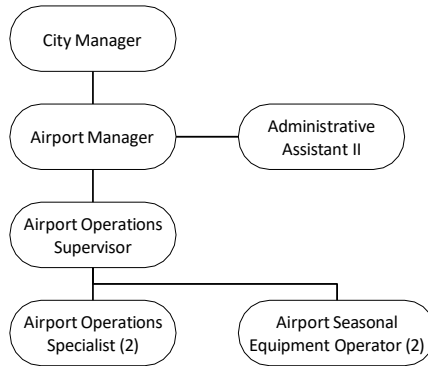 City Manager
Airport Manager
Administrative
Assistant II
Airport Operations
Supervisor
Airport Operations
Specialist (2)
Airport Seasonal
Equipment Operator (2)